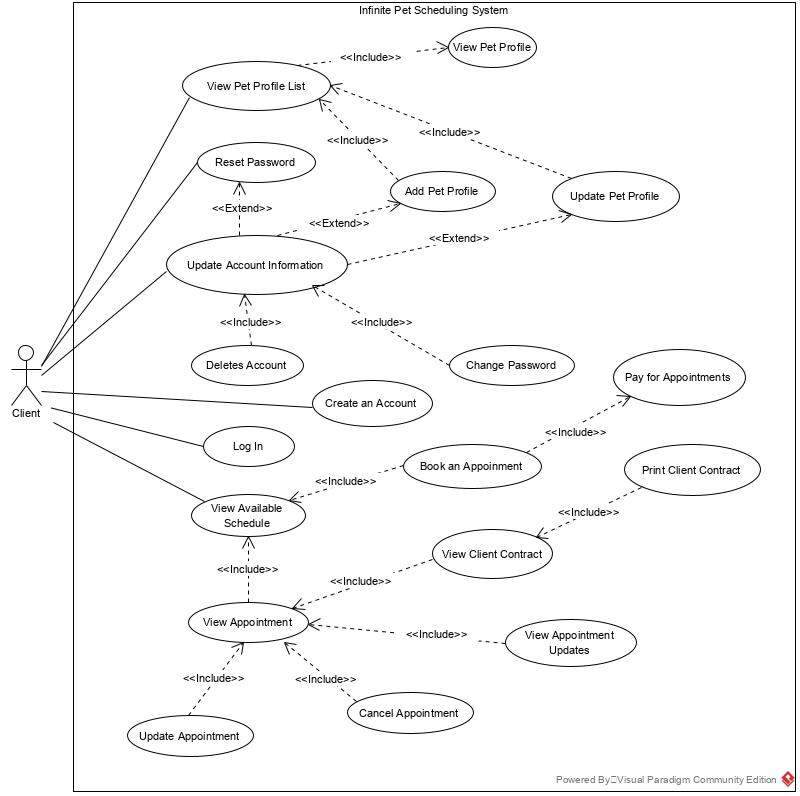 Infinite Pet Scheduling System
View Pet Profile
<<Include>>
View Pet Profile List
<<Include>>
<<Include>>
Reset Password
Add Pet Profile
Update Pet Profile
<<Extend>>
<<Extend>>
<<Extend>>
Update Account Information
<<Include>>
<<Include>>
Deletes Account
Change Password
Pay for Appointments
Client
Create an Account
<<Include>>
Log In
Book an Appoinment
Print Client Contract
<<Include>>
View Available
Schedule
<<Include>>
View Client Contract
<<Include>>
<<Include>>
View Appointment
<<Include>>
View Appointment
Updates
<<Include>>
<<Include>>
Cancel Appointment
Update Appointment
Powered By Visual Paradigm Community Edition